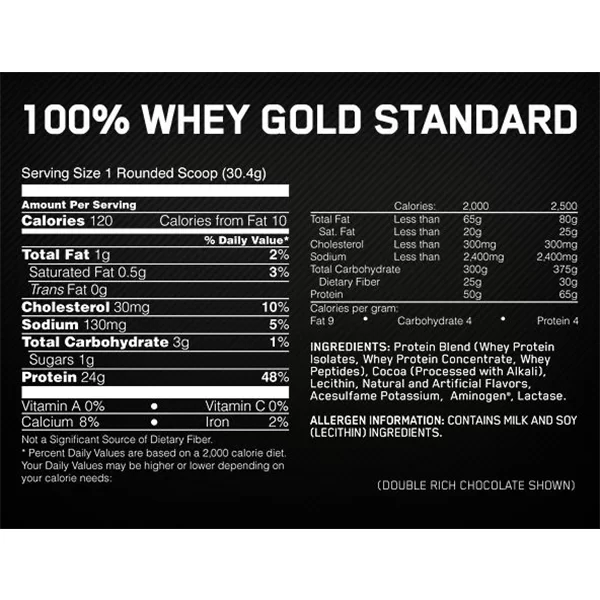 100% WHEY GOLD STANDARD
Serving Size 1 Rounded Scoop (30.4g)
Amount Per Serving
Calories 120 Calories from Fat 10
% Daily Value*
Total Fat 1g 2%
Saturated Fat 0.5g 3%
Trans Fat 0g
Cholesterol 30mg 10%
Sodium 130mg 5%
Total Carbohydrate 3g 1%
Sugars 1g
Protein 24g 48%
Vitamin A 0% • Vitamin C 0%
Calcium 8% • Iron 2%
Not a Significant Source of Dietary Fiber.
* Percent Daily Values are based on a 2,000 calorie diet.
Your Daily Values may be higher or lower depending on
your calorie needs:
Calories: 2,000 2,500
Total Fat Less than 65g 80g
Sat. Fat Less than 20g 25g
Cholesterol Less than 300mg 300mg
Sodium Less than 2,400mg 2,400mg
Total Carbohydrate 300g 375g
Dietary Fiber 25g 30g
Protein 50g 65g
Calories per gram:
Fat 9 • Carbohydrate 4 • Protein 4
INGREDIENTS: Protein Blend (Whey Protein
Isolates, Whey Protein Concentrate, Whey
Peptides), Cocoa (Processed with Alkali),
Lecithin, Natural and Artificial Flavors,
Acesulfame Potassium, Aminogen®, Lactase.
ALLERGEN INFORMATION: CONTAINS MILK AND SOY
(LECITHIN) INGREDIENTS.
(DOUBLE RICH CHOCOLATE SHOWN)